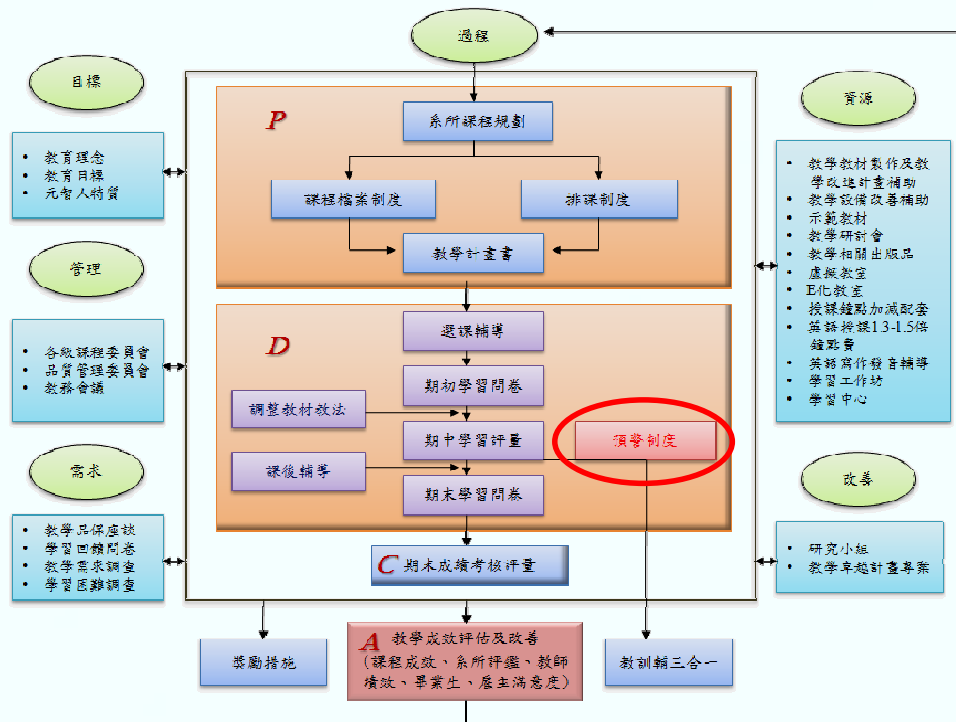 過程
目標
教育理念
教育目標
元智人特質
管理
各級課程委員會
品質管理委員會
教務會議
需求
教學品保座談
學習回饋問卷
教學需求調查
學習困難調查
P
系所課程規劃
課程檔案制度
排課制度
教學計畫書
D
選課輔導
期初學習問卷
調整教材教法
期中學習評量
預警制度
課後輔導
期末學習問卷
C 期末成績考核評量
獎勵措施
A 教學成效評估及改善
(課程成效、系所評鑑、教師
績效、畢業生、雇主滿意度)
教訓輔三合一
資源
教學教材製作及教
學改進計畫補助
教學設備改善補助
示範教材
教學研討會
教學相關出版品
虛擬教室
E化教室
授課鐘點加減配套
英語授課1.3-1.5倍
鐘點費
英語寫作發音輔導
學習工作坊
學習中心
改善
研究小組
教學卓越計畫專案